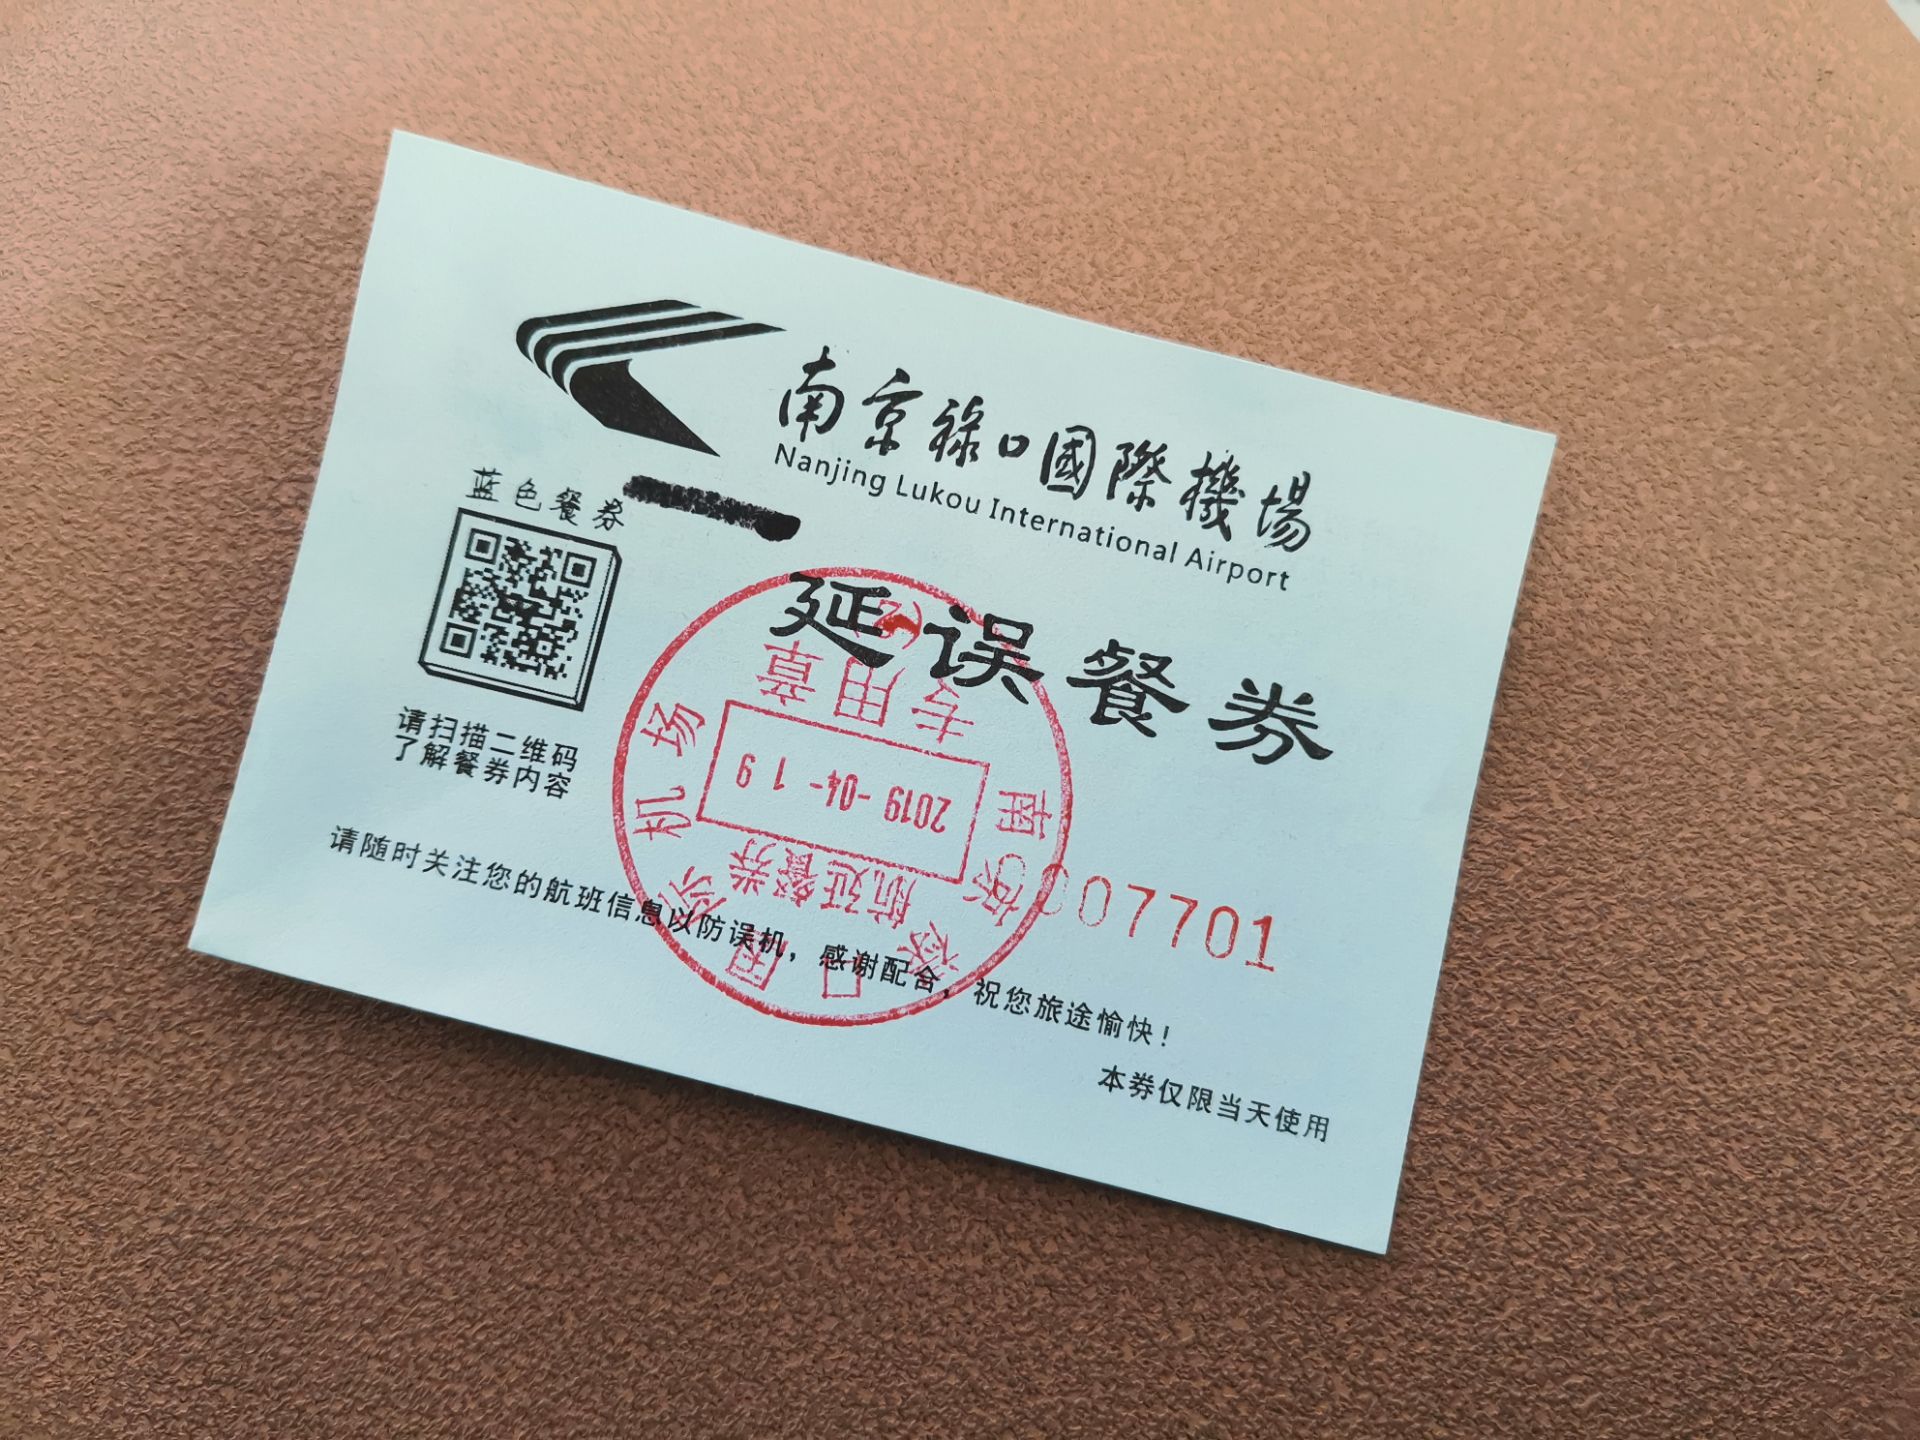 南京禄口國際機場
Nanjing Lukou International Airport
蓝色餐券
延误餐券
请扫描二维码
了解餐券内容
南京禄口国 机场
航延餐券
2019-04-19
专用章
0007701
请随时关注您的航班信息以防误机，感谢配合，祝您旅途愉快！
本券仅限当天使用